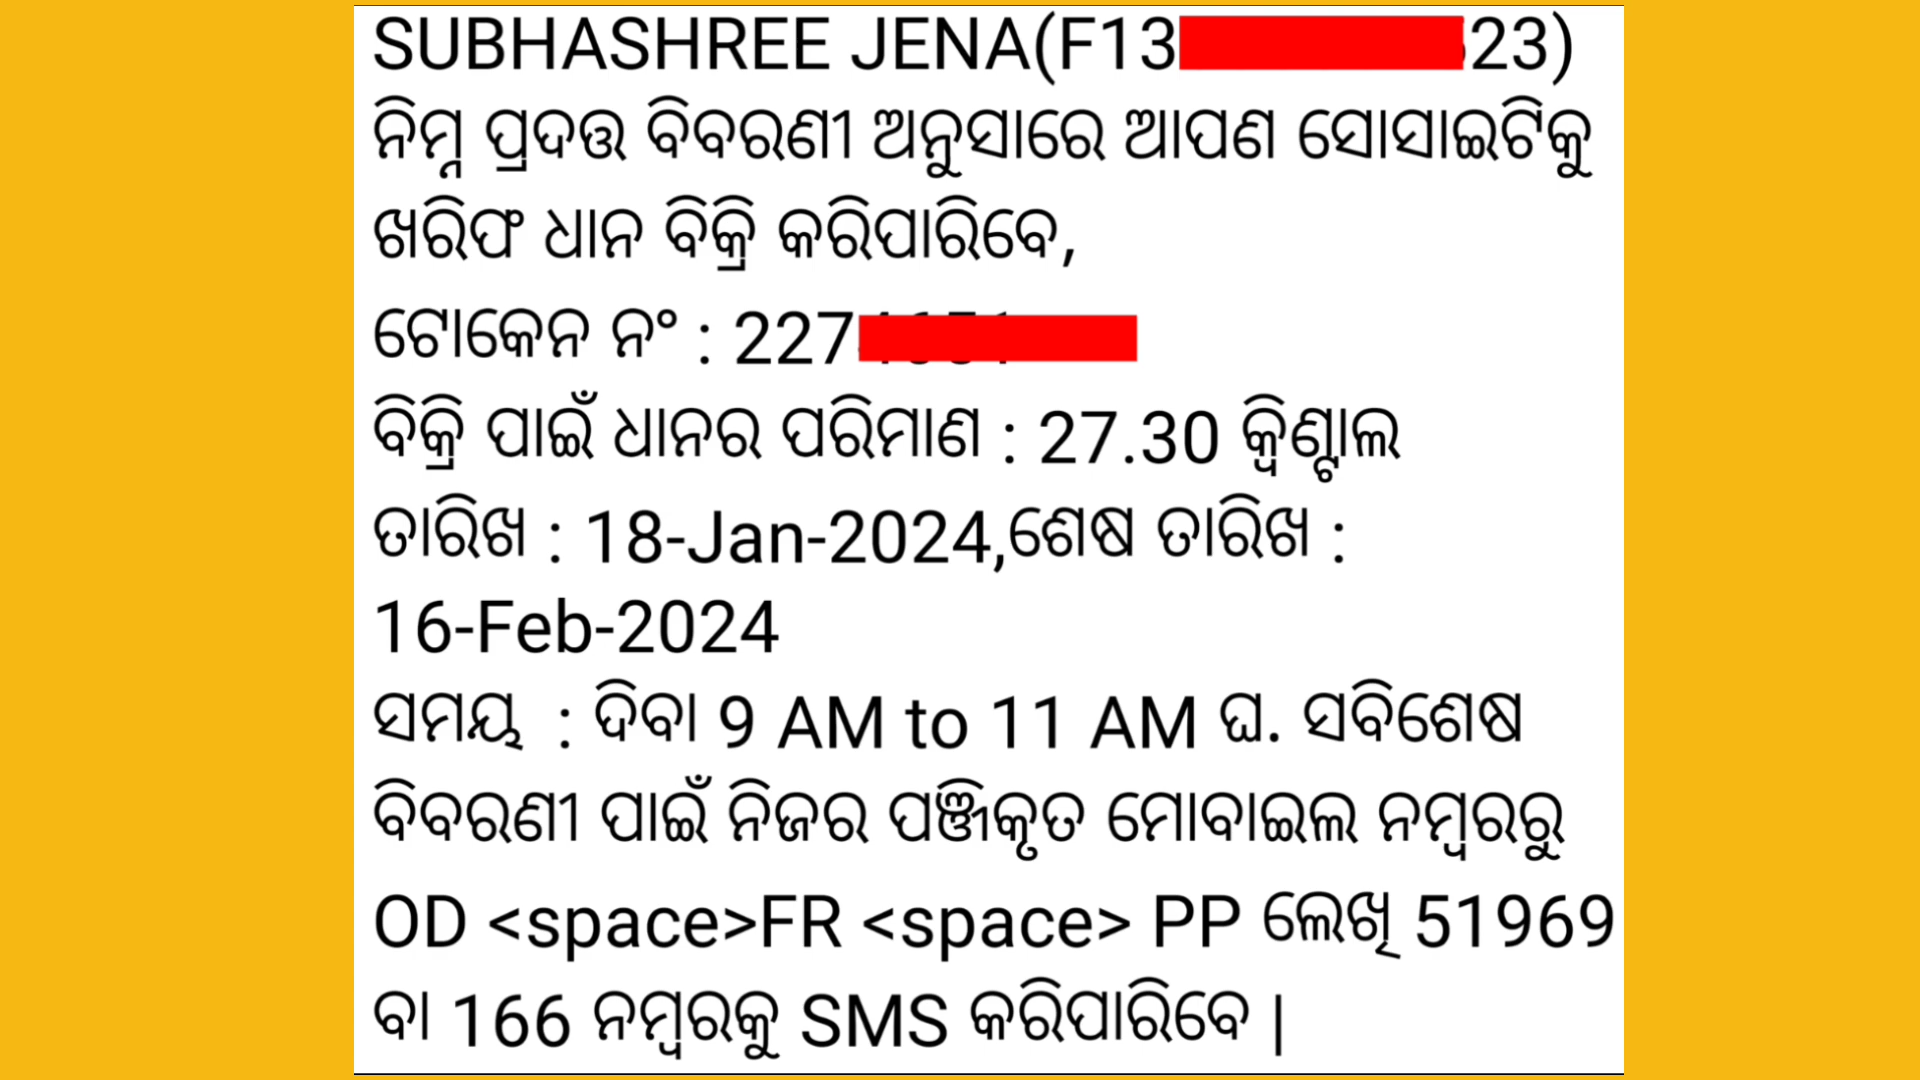 SUBHASHREE JENA(F13 23)
ନିମ୍ନ ପ୍ରଦତ୍ତ ବିବରଣୀ ଅନୁସାରେ ଆପଣ ସୋସାଇଟିକୁ
ଖରିଫ ଧାନ ବିକ୍ରି କରିପାରିବେ,
ଟୋକେନ ନଂ : 227
ବିକ୍ରି ପାଇଁ ଧାନର ପରିମାଣ : 27.30 କ୍ୱିଣ୍ଟାଲ
ତାରିଖ : 18-Jan-2024,ଶେଷ ତାରିଖ :
16-Feb-2024
ସମୟ : ଦିବା 9 AM to 11 AM ଘ. ସବିଶେଷ
ବିବରଣୀ ପାଇଁ ନିଜର ପଞ୍ଜିକୃତ ମୋବାଇଲ ନମ୍ବରରୁ
OD <space>FR <space> PP ଲେଖି 51969
ବା 166 ନମ୍ବରକୁ SMS କରିପାରିବେ |